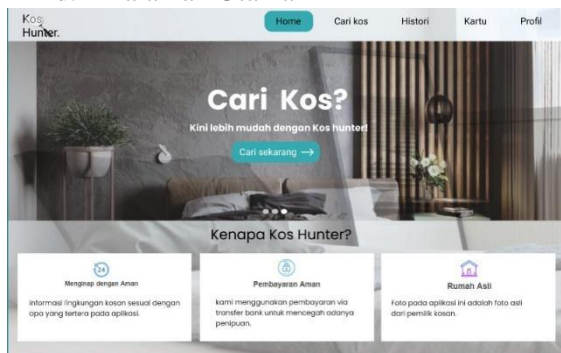 Kos
Hunter.
Home
Cari kos
Histori
Kartu
Profil
Cari Kos?
Kini lebih mudah dengan Kos hunter!
Cari sekarang →
Kenapa Kos Hunter?
24
Menginap dengan Aman
Informasi lingkungan kosan sesuai dengan
apa yang tertera pada aplikasi.
Pembayaran Aman
kami menggunakan pembayaran via
transfer bank untuk mencegah adanya
penipuan.
Rumah Asli
Foto pada aplikasi ini adalah foto asli
dari pemilik kosan.